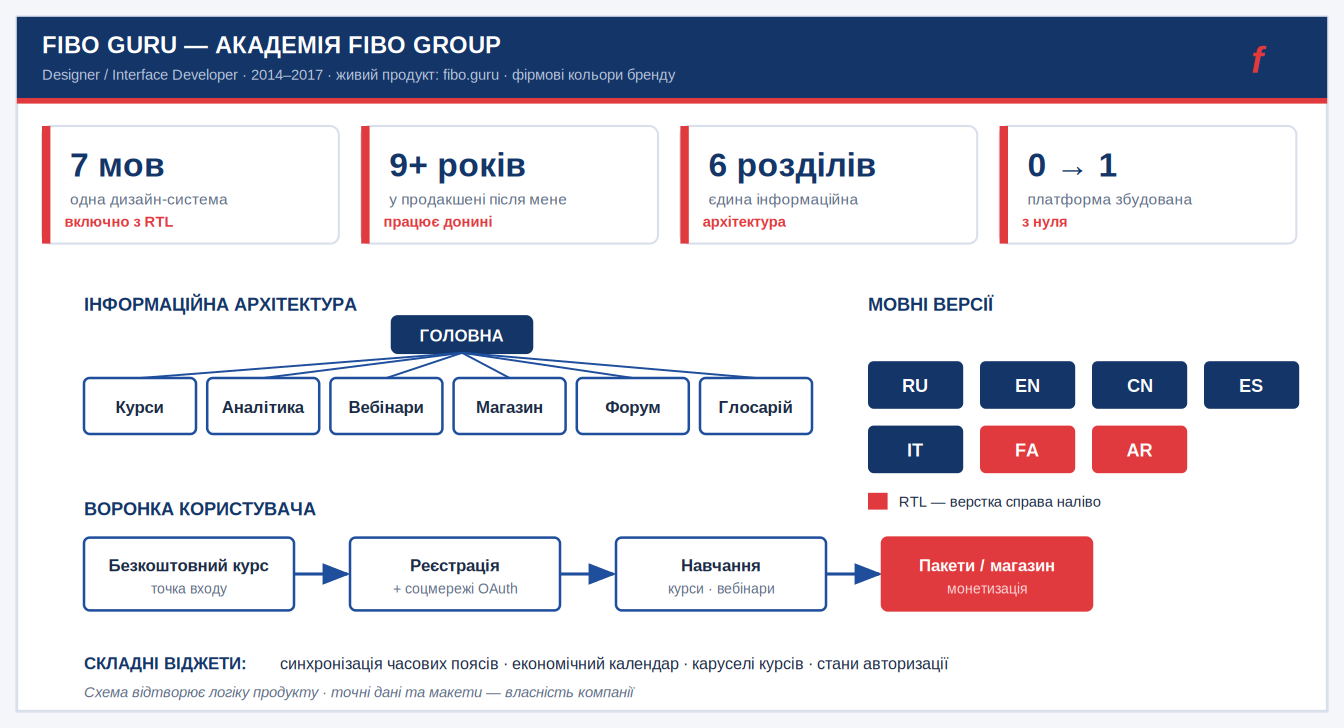 FIBO GURU — АКАДЕМІЯ FIBO GROUP
Designer / Interface Developer · 2014–2017 · живий продукт: fibo.guru · фірмові кольори бренду
f
7 мов
одна дизайн-система
включно з RTL
9+ років
у продакшені після мене
працює донині
6 розділів
єдина інформаційна
архітектура
0 → 1
платформа збудована
з нуля
ІНФОРМАЦІЙНА АРХІТЕКТУРА
ГОЛОВНА
Курси
Аналітика
Вебінари
Магазин
Форум
Глосарій
МОВНІ ВЕРСІЇ
RU
EN
CN
ES
IT
FA
AR
RTL — верстка справа наліво
ВОРОНКА КОРИСТУВАЧА
Безкоштовний курс
точка входу
Реєстрація
+ соцмережі OAuth
Навчання
курси · вебінари
Пакети / магазин
монетизація
СКЛАДНІ ВІДЖЕТИ: синхронізація часових поясів · економічний календар · каруселі курсів · стани авторизації
Схема відтворює логіку продукту · точні дані та макети — власність компанії